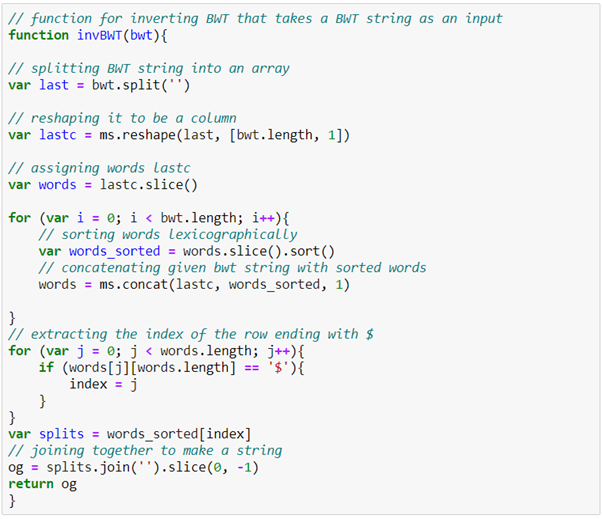 // function for inverting BWT that takes a BWT string as an input
function invBWT(bwt){
// splitting BWT string into an array
var last = bwt.split('')
// reshaping it to be a column
var lastc = ms.reshape(last, [bwt.length, 1])
// assigning words lastc
var words = lastc.slice()
for (var i = 0; i < bwt.length; i++){
    // sorting words lexicographically
    var words_sorted = words.slice().sort()
    // concatenating given bwt string with sorted words
    words = ms.concat(lastc, words_sorted, 1)
}
// extracting the index of the row ending with $
for (var j = 0; j < words.length; j++){
    if (words[j][words.length] == '$'){
        index = j
    }
}
var splits = words_sorted[index]
// joining together to make a string
og = splits.join('').slice(0, -1)
return og
}